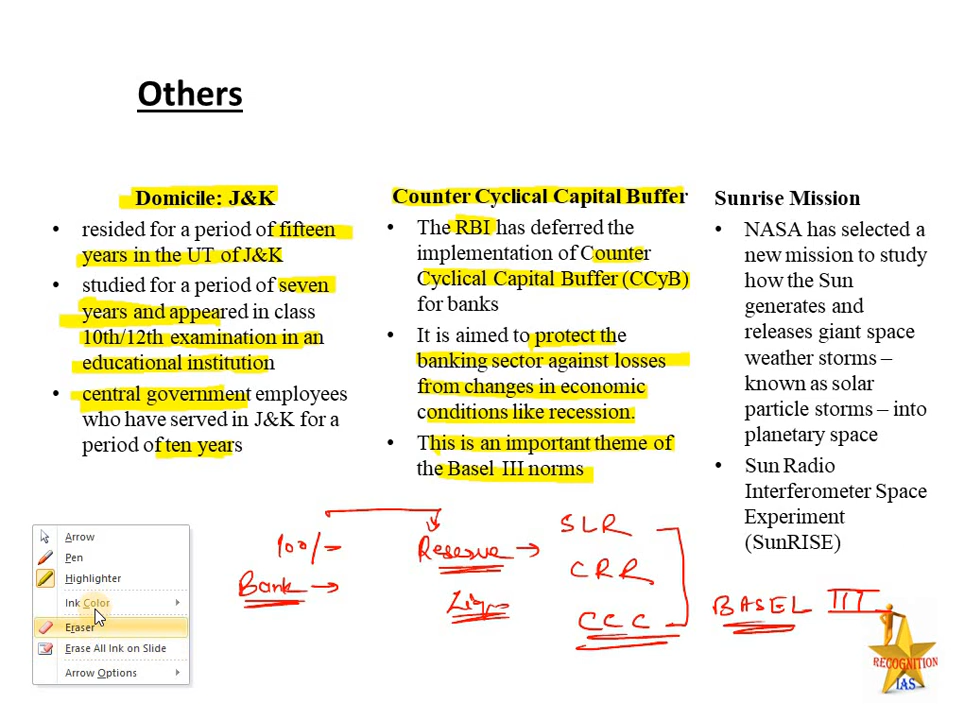 Others
Domicile: J&K
• resided for a period of fifteen
years in the UT of J&K
• studied for a period of seven
years and appeared in class
10th/12th examination in an
educational institution
• central government employees
who have served in J&K for a
period of ten years
Counter Cyclical Capital Buffer
• The RBI has deferred the
implementation of Counter
Cyclical Capital Buffer (CCyB)
for banks
• It is aimed to protect the
banking sector against losses
from changes in economic
conditions like recession.
• This is an important theme of
the Basel III norms
Sunrise Mission
• NASA has selected a
new mission to study
how the Sun
generates and
releases giant space
weather storms –
known as solar
particle storms – into
planetary space
• Sun Radio
Interferometer Space
Experiment
(SunRISE)
Arrow
Pen
Highlighter
Ink Color
Eraser
Erase All Ink on Slide
Arrow Options
100/-
Bank
Reserve
SLR
CRR
CCC
BASEL III
RECOGNITION
IAS